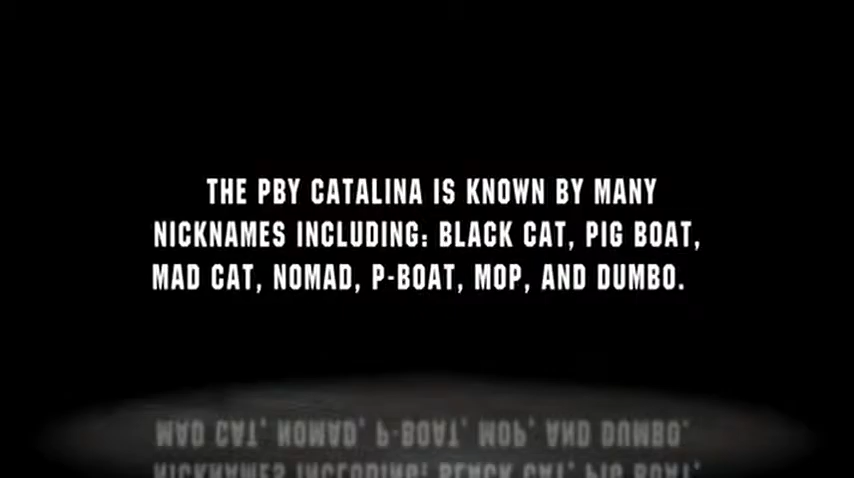 THE PBY CATALINA IS KNOWN BY MANY
NICKNAMES INCLUDING: BLACK CAT, PIG BOAT,
MAD CAT, NOMAD, P-BOAT, MOP, AND DUMBO.